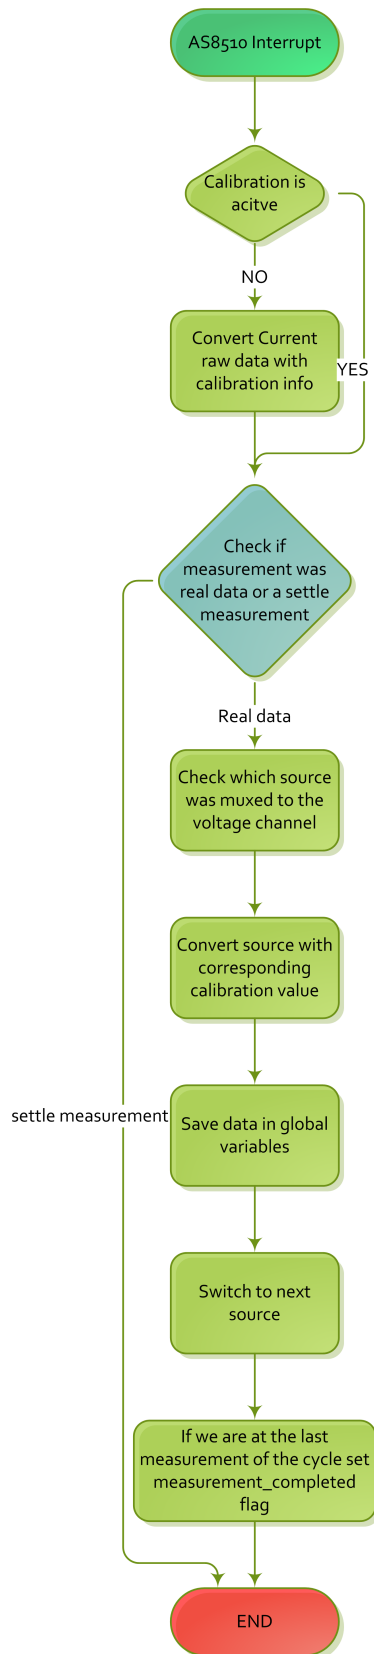 AS8510 Interrupt
Calibration is
acitve
NO
Convert Current
raw data with
calibration info
YES
Check if
measurement was
real data or a settle
measurement
Real data
Check which source
was muxed to the
voltage channel
Convert source with
corresponding
calibration value
settle measurement
Save data in global
variables
Switch to next
source
If we are at the last
measurement of the cycle set
measurement_completed
flag
END